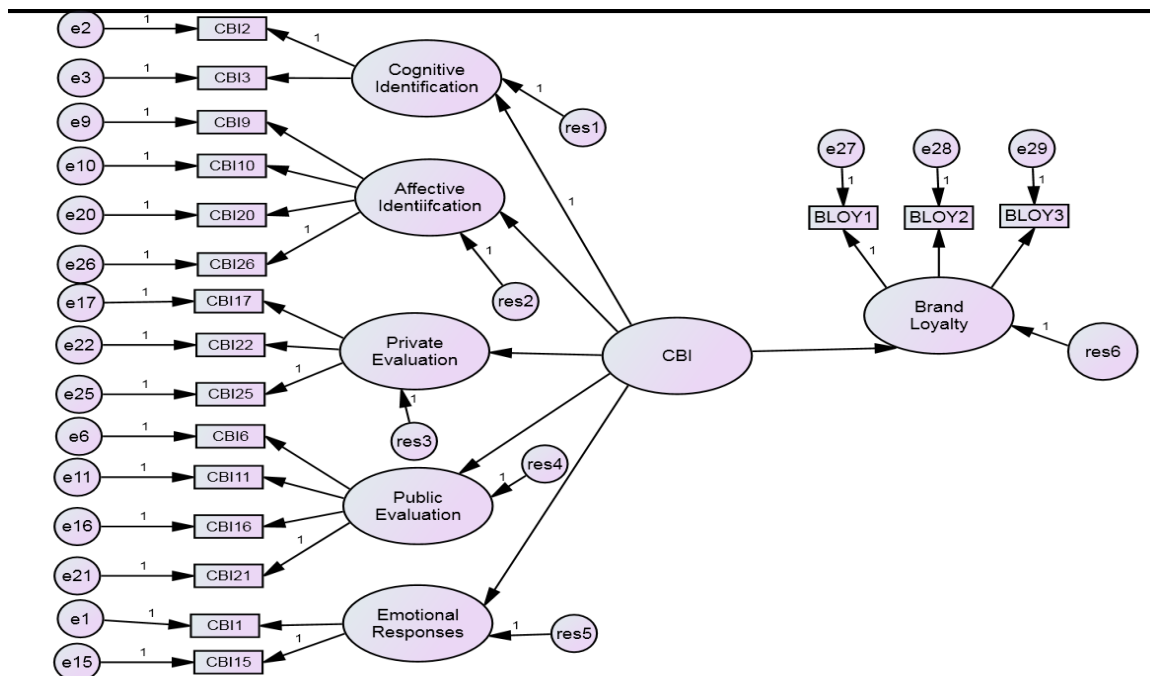 e2
1
CBI2
1
e3
1
CBI3
Cognitive
Identification
1
res1
e9
1
CBI9
e10
1
CBI10
e20
1
CBI20
Affective
Identiifcation
1
e26
1
CBI26
1
res2
1
e17
1
CBI17
e22
1
CBI22
Private
Evaluation
e25
1
CBI25
1
1
res3
e6
1
CBI6
e11
1
CBI11
e16
1
CBI16
Public
Evaluation
1
res4
e21
1
CBI21
1
e1
1
CBI1
Emotional
Responses
e15
1
CBI15
1
1
res5
CBI
e27
e28
e29
1
1
1
BLOY1
BLOY2
BLOY3
1
Brand
Loyalty
1
res6